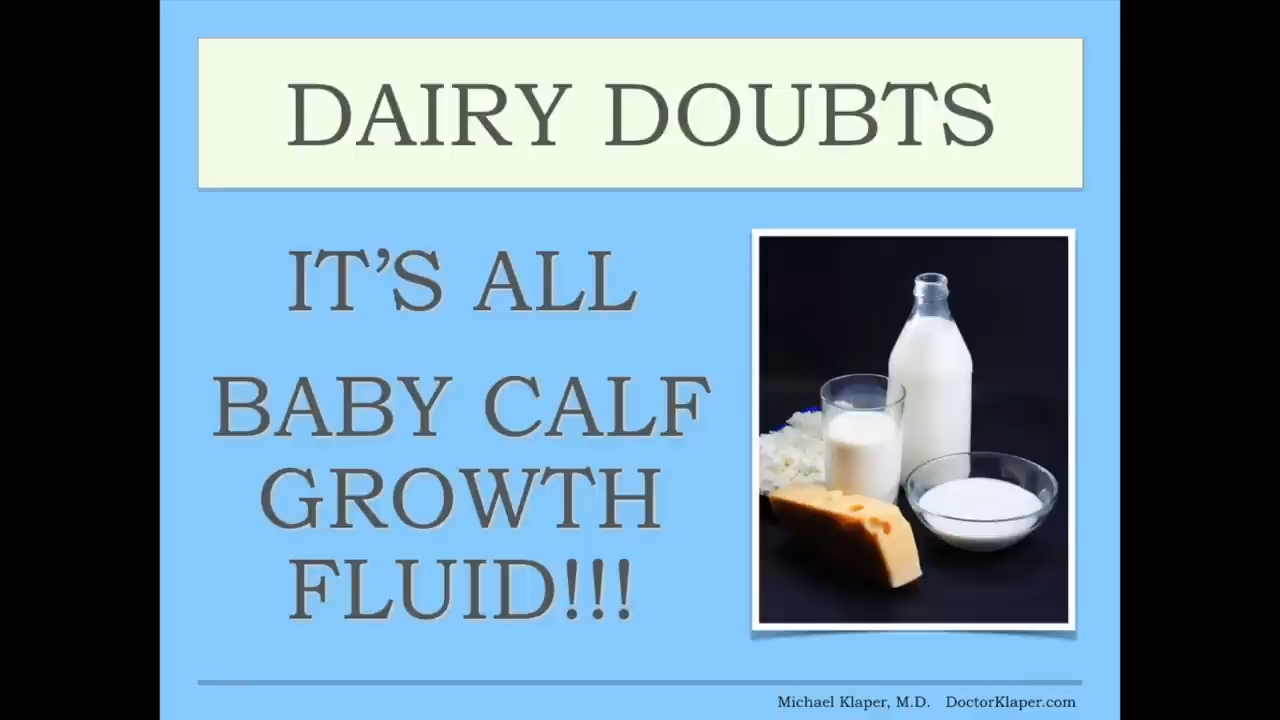 DAIRY DOUBTS
IT’S ALL
BABY CALF
GROWTH
FLUID!!!
Michael Klaper, M.D. DoctorKlaper.com